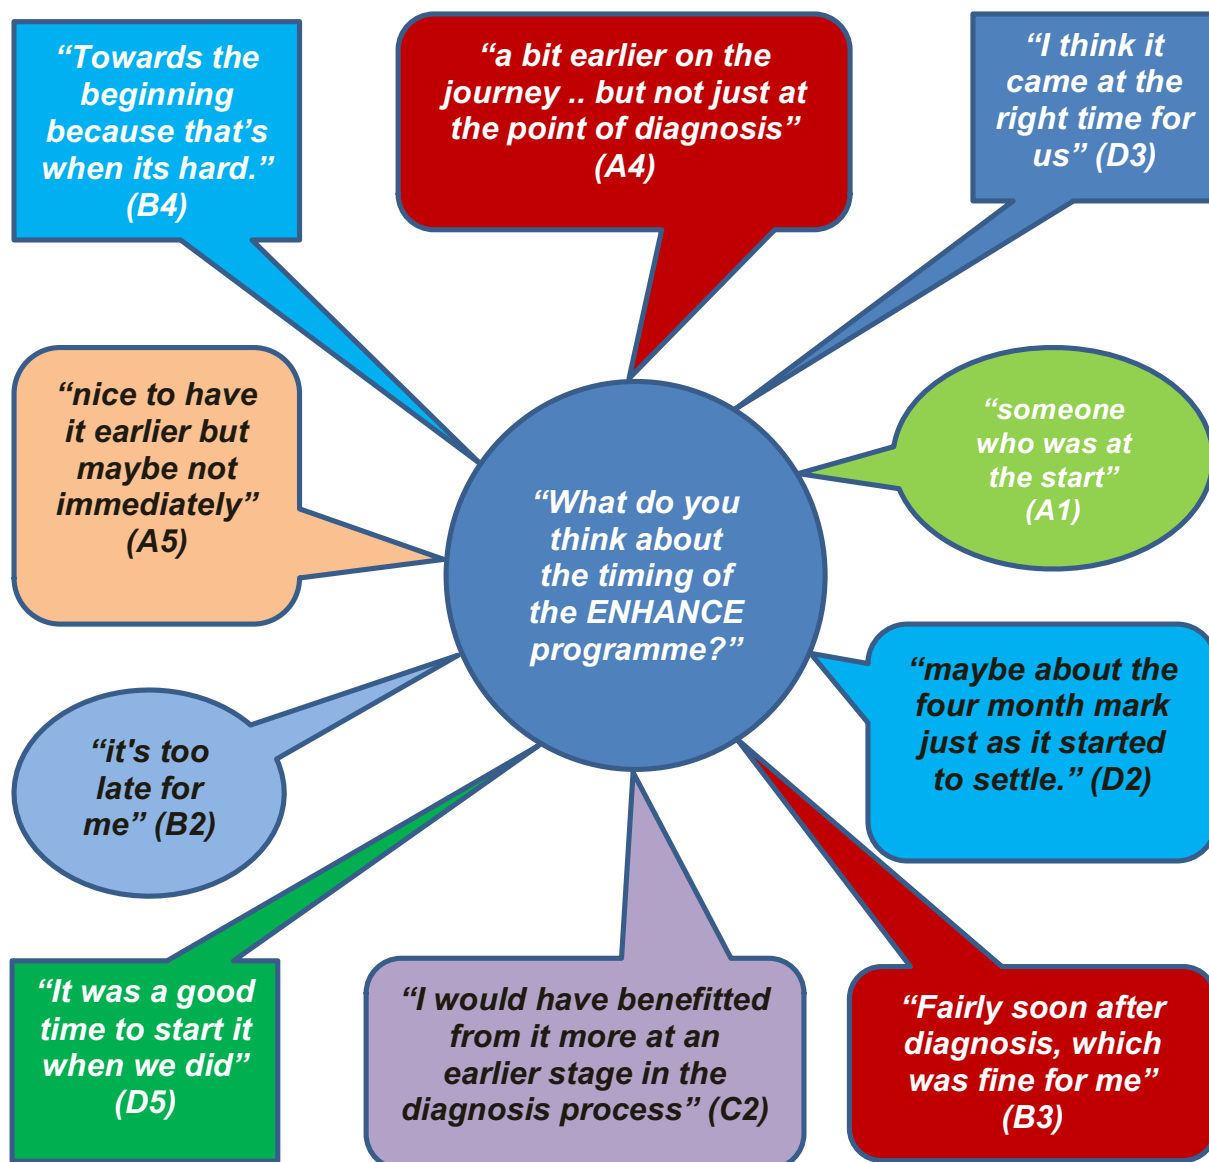 “Towards the
beginning
because that’s
when its hard.”
(B4)
“a bit earlier on the
journey .. but not just at
the point of diagnosis”
(A4)
“I think it
came at the
right time for
us” (D3)
“nice to have
it earlier but
maybe not
immediately”
(A5)
“someone
who was at
the start”
(A1)
“What do you
think about
the timing of
the ENHANCE
programme?”
“maybe about the
four month mark
just as it started
to settle.” (D2)
“it's too
late for
me” (B2)
“It was a good
time to start it
when we did”
(D5)
“I would have benefitted
from it more at an
earlier stage in the
diagnosis process” (C2)
“Fairly soon after
diagnosis, which
was fine for me”
(B3)